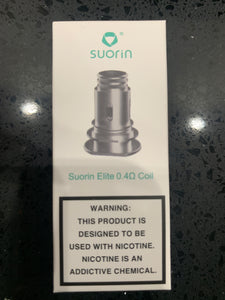 suorin
Suorin Elite 0.4Ω Coil
WARNING:
THIS PRODUCT IS
DESIGNED TO BE
USED WITH NICOTINE.
NICOTINE IS AN
ADDICTIVE CHEMICAL.